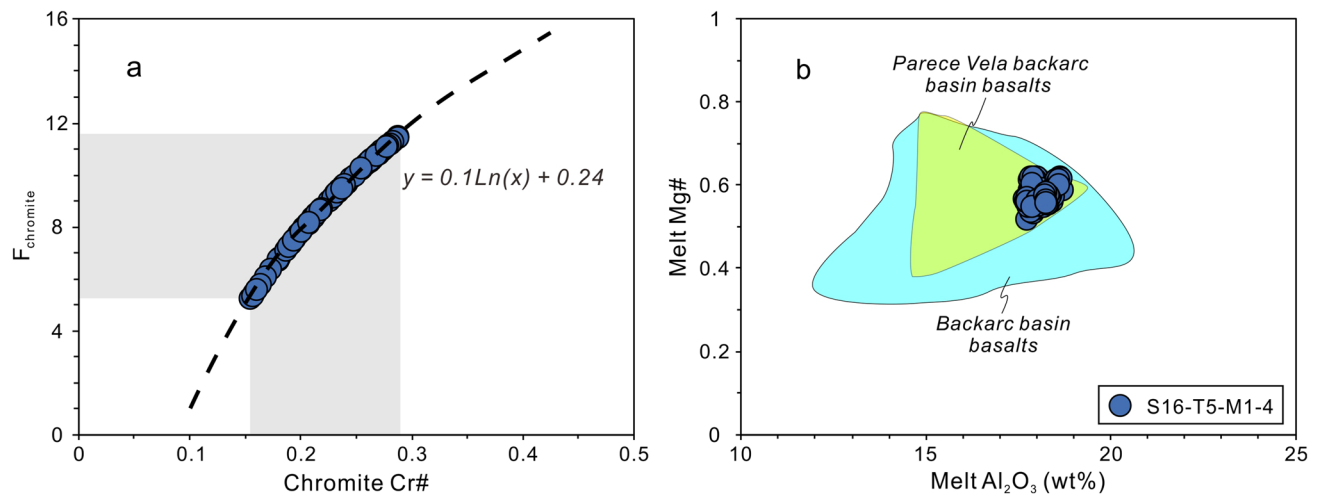 a
F chromite
16
12
8
4
0
0
0.1
0.2
0.3
0.4
0.5
y = 0.1Ln(x) + 0.24
Chromite Cr#
b
Melt Mg#
1
0.8
0.6
0.4
0.2
0
10
15
20
25
Parece Vela backarc
basin basalts
Backarc basin
basalts
S16-T5-M1-4
Melt Al₂O₃ (wt%)